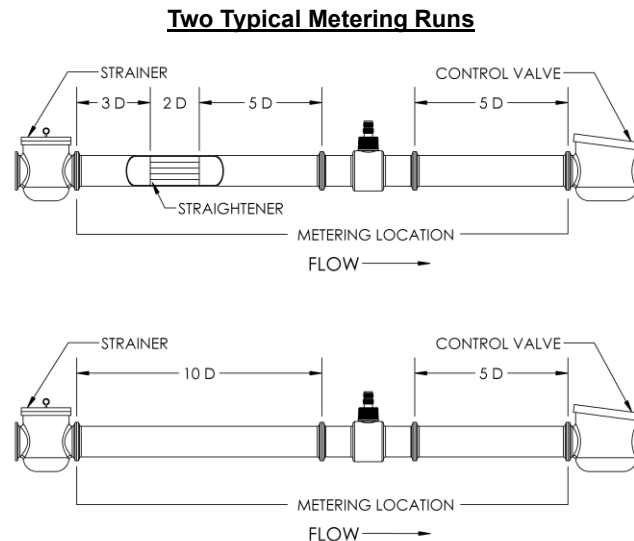 Two Typical Metering Runs
STRAINER
CONTROL VALVE
3 D
2 D
5 D
5 D
STRAIGHTENER
METERING LOCATION
FLOW
STRAINER
CONTROL VALVE
10 D
5 D
METERING LOCATION
FLOW